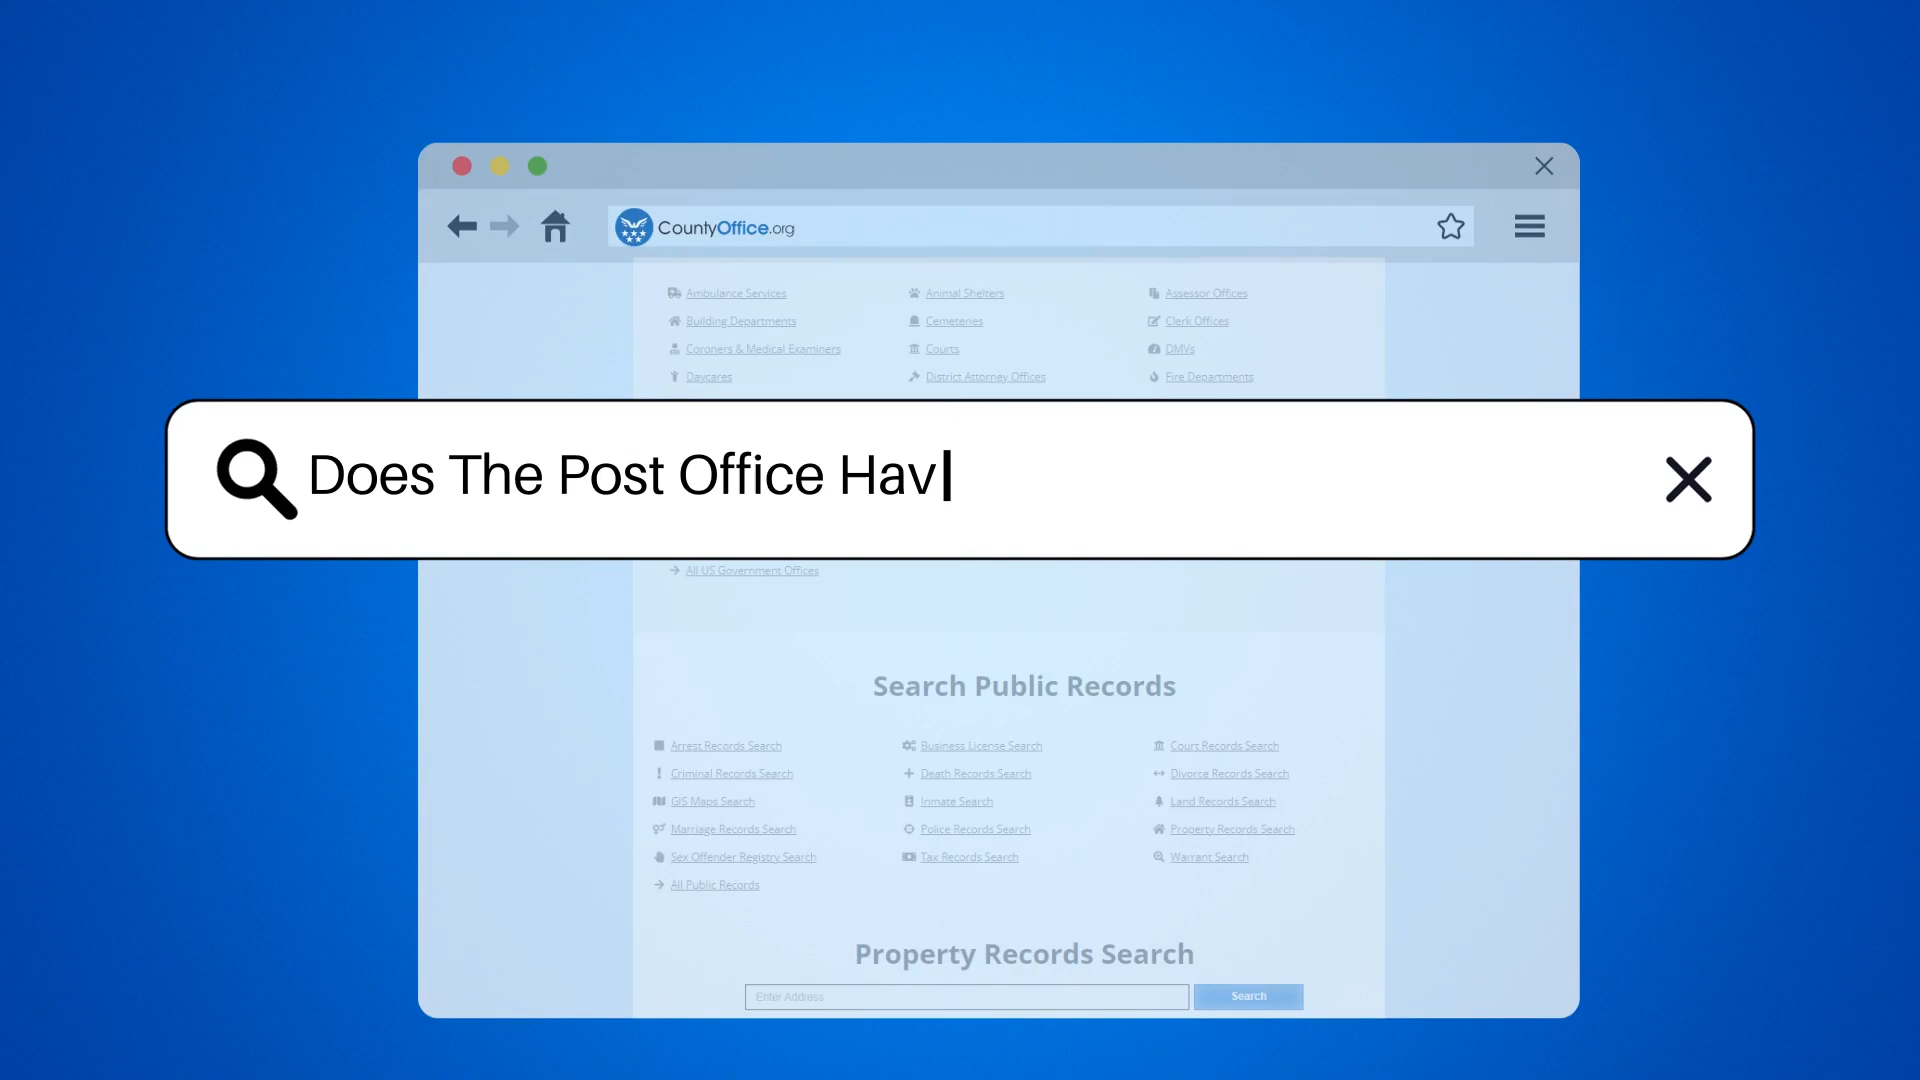 CountyOffice.org
Ambulance Services Animal Shelters Assessor Offices
Building Departments Cemeteries Clerk Offices
Coroners & Medical Examiners Courts DMVs
Daycares District Attorney Offices Fire Departments
Does The Post Office Hav
All US Government Offices
Search Public Records
Arrest Records Search Business License Search Court Records Search
Criminal Records Search Death Records Search Divorce Records Search
GIS Maps Search Inmate Search Land Records Search
Marriage Records Search Police Records Search Property Records Search
Sex Offender Registry Search Tax Records Search Warrant Search
All Public Records
Property Records Search
Enter Address Search